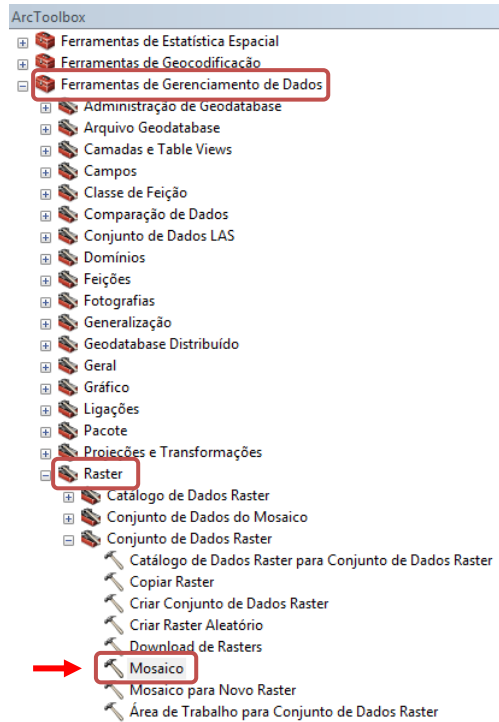 ArcToolbox
Ferramentas de Estatística Espacial
Ferramentas de Geocodificação
Ferramentas de Gerenciamento de Dados
Administração de Geodatabase
Arquivo Geodatabase
Camadas e Table Views
Campos
Classe de Feição
Comparação de Dados
Conjunto de Dados LAS
Domínios
Feições
Fotografias
Generalização
Geodatabase Distribuído
Geral
Gráfico
Ligações
Pacote
Projeções e Transformações
Raster
Catálogo de Dados Raster
Conjunto de Dados do Mosaico
Conjunto de Dados Raster
Catálogo de Dados Raster para Conjunto de Dados Raster
Copiar Raster
Criar Conjunto de Dados Raster
Criar Raster Aleatório
Download de Rasters
Mosaico
Mosaico para Novo Raster
Área de Trabalho para Conjunto de Dados Raster